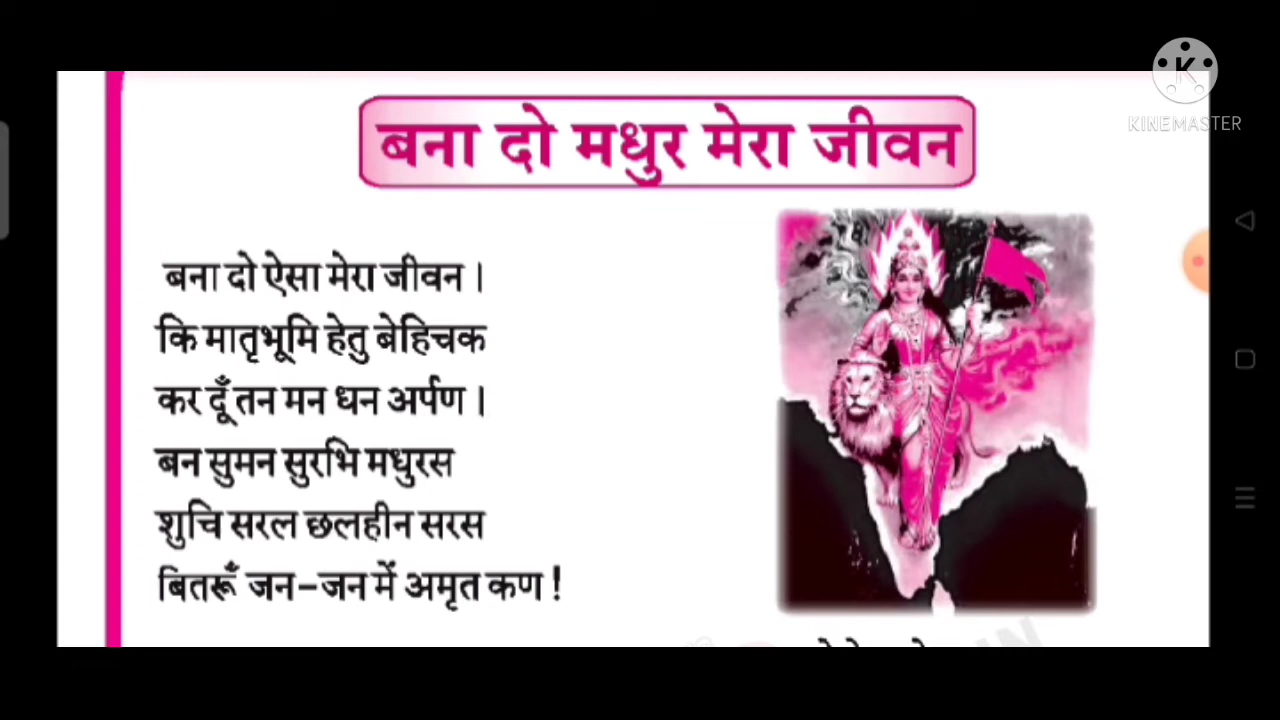 KINEMASTER
बना दो मधुर मेरा जीवन
बना दो ऐसा मेरा जीवन ।
कि मातृभूमि हेतु बेहिचक
कर दूँ तन मन धन अर्पण ।
बन सुमन सुरभि मधुरस
शुचि सरल छलहीन सरस
बितरूँ जन-जन में अमृत कण !